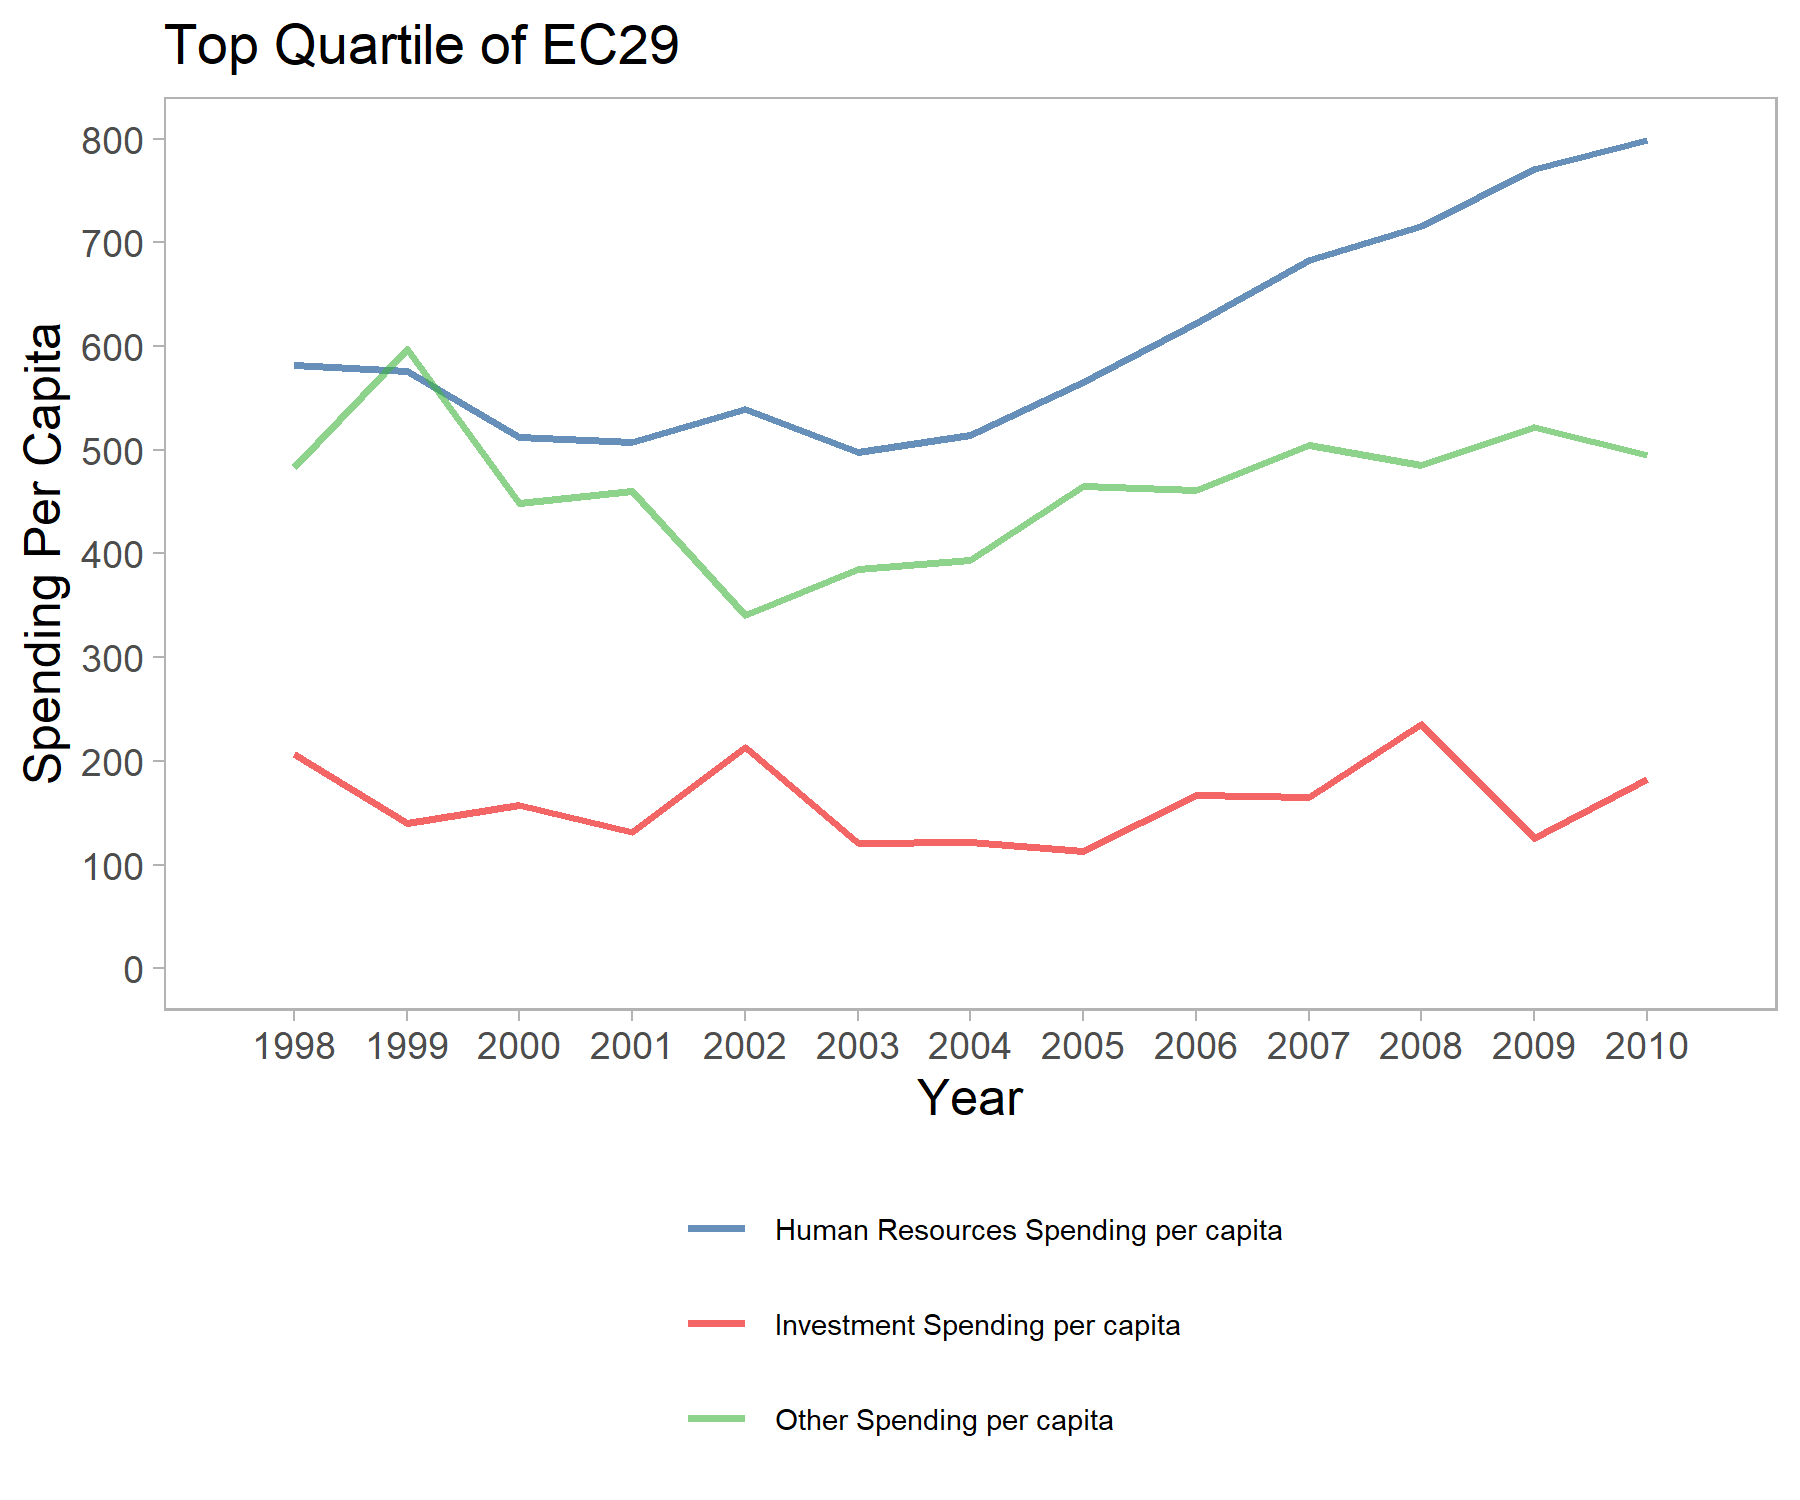 Top Quartile of EC29
Spending Per Capita
800
700
600
500
400
300
200
100
0
1998 1999 2000 2001 2002 2003 2004 2005 2006 2007 2008 2009 2010
Year
Human Resources Spending per capita
Investment Spending per capita
Other Spending per capita